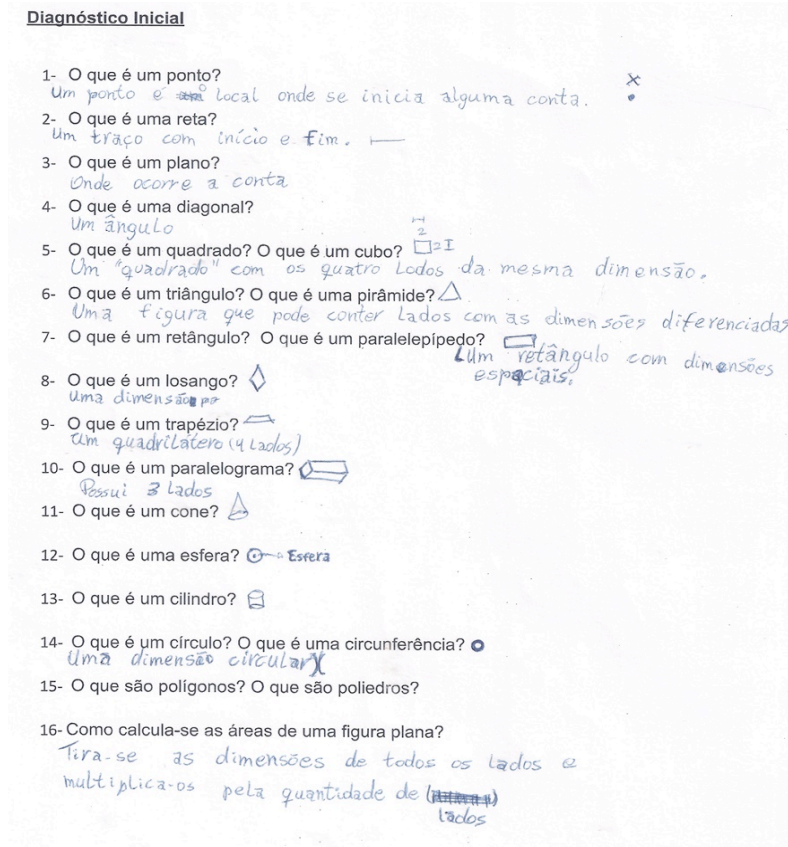 Diagnóstico Inicial
1- O que é um ponto?
Um ponto é o local onde se inicia alguma conta.
2- O que é uma reta?
Um traço com início e fim.
3- O que é um plano?
Onde ocorre a conta
4- O que é uma diagonal?
Um ângulo
2
5- O que é um quadrado? O que é um cubo? =I
Um "quadrado" com os quatro Lados da mesma dimensão.
6- O que é um triângulo? O que é uma pirâmide?
Uma figura que pode conter Lados com as dimensões diferenciadas
7- O que é um retângulo? O que é um paralelepípedo?
Um retângulo com dimensões
espaciais.
8- O que é um losango?
Uma dimensão
9- O que é um trapézio?
Um quadrilátero (4 Lados)
10- O que é um paralelograma?
Possui 3 Lados
11- O que é um cone?
12- O que é uma esfera? Esfera
13- O que é um cilindro?
14- O que é um círculo? O que é uma circunferência?
Uma dimensão circular
15- O que são polígonos? O que são poliedros?
16- Como calcula-se as áreas de uma figura plana?
Tira-se as dimensões de todos os lados e
multiplica-os pela quantidade de
lados